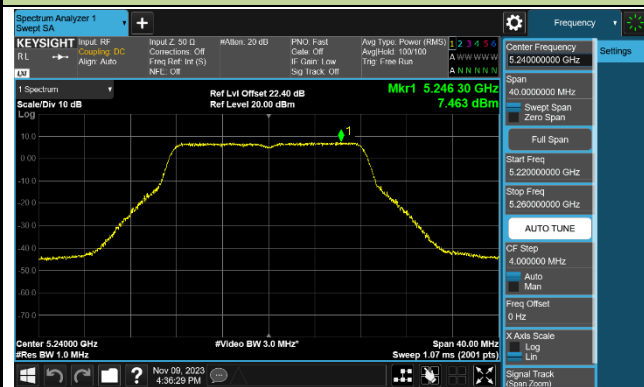 Spectrum Analyzer 1
Swept SA
Frequency
KEYSIGHT Input: RF Input Z: 50 Ω #Atten: 20 dB PNO: Fast Avg Type: Power (RMS) 1 2 3 4 5 6
RL Coupling: DC Corrections: Off Gate: Off Avg|Hold: 100/100 A W W W W W
Align: Auto Freq Ref: Int (S) IF Gain: Low Trig: Free Run
LXI NFE: Off Sig Track: Off A N N N N N
1 Spectrum
Scale/Div 10 dB
Ref Lvl Offset 22.40 dB
Ref Level 20.00 dBm
Mkr1 5.246 30 GHz
7.463 dBm
Log
1
10.0
0.00
-10.0
-20.0
-30.0
-40.0
-50.0
-60.0
-70.0
Center 5.24000 GHz #Video BW 3.0 MHz* Span 40.00 MHz
#Res BW 1.0 MHz Sweep 1.07 ms (2001 pts)
Nov 09, 2023
4:36:29 PM
Center Frequency
5.240000000 GHz
Span
40.0000000 MHz
Swept Span
Zero Span
Full Span
Start Freq
5.220000000 GHz
Stop Freq
5.260000000 GHz
AUTO TUNE
CF Step
4.000000 MHz
Auto
Man
Freq Offset
0 Hz
X Axis Scale
Log
Lin
Signal Track
(Span Zoom)
Settings